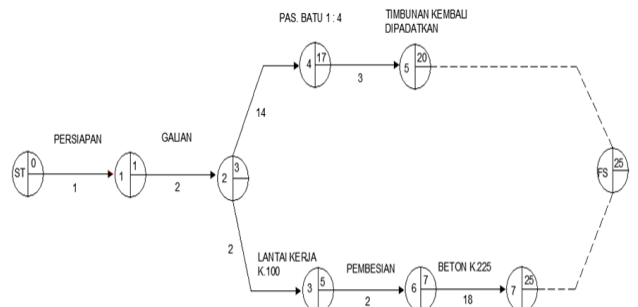 PAS. BATU 1 : 4
TIMBUNAN KEMBALI
DIPADATKAN
4
17
3
5
20
14
PERSIAPAN
GALIAN
ST
0
1
1
1
2
2
3
FS
25
2
LANTAI KERJA
K.100
PEMBESIAN
BETON K.225
3
5
2
6
7
18
7
25